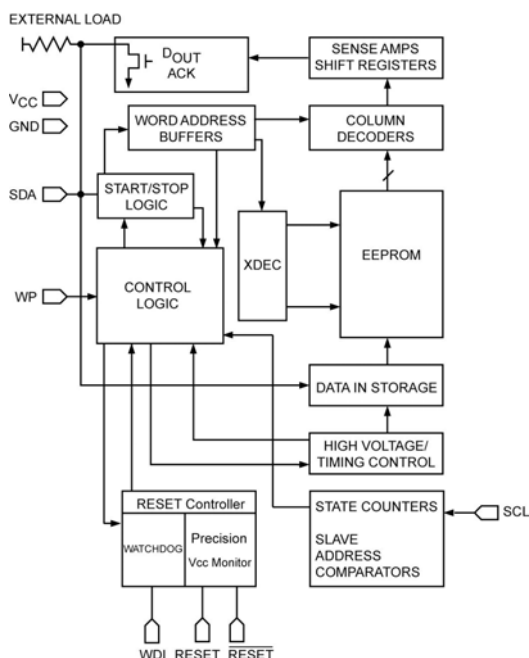 EXTERNAL LOAD
DOUT
ACK
SENSE AMPS
SHIFT REGISTERS
VCC
GND
WORD ADDRESS
BUFFERS
COLUMN
DECODERS
SDA
START/STOP
LOGIC
XDEC
EEPROM
WP
CONTROL
LOGIC
DATA IN STORAGE
HIGH VOLTAGE/
TIMING CONTROL
RESET Controller
WATCHDOG
Precision
Vcc Monitor
STATE COUNTERS
SCL
SLAVE
ADDRESS
COMPARATORS
WDI RESET RESET